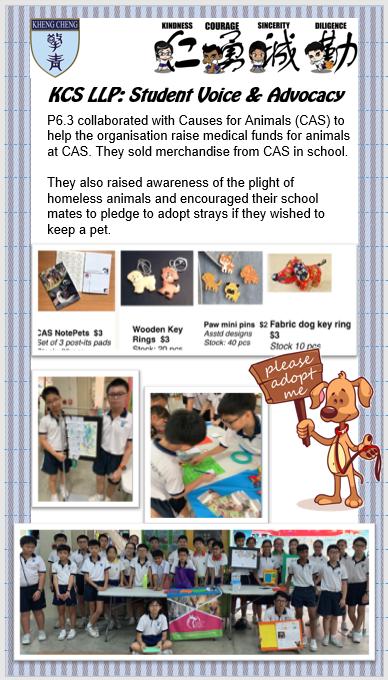 KHENG CHENG
擎青
KINDNESS COURAGE SINCERITY DILIGENCE
仁勇誠勤
KCS LLP: Student Voice & Advocacy
P6.3 collaborated with Causes for Animals (CAS) to
help the organisation raise medical funds for animals
at CAS. They sold merchandise from CAS in school.
They also raised awareness of the plight of
homeless animals and encouraged their school
mates to pledge to adopt strays if they wished to
keep a pet.
CAS NotePets $3
Set of 3 post-its pads
Wooden Key
Rings $3
Stock: 20 pcs
Paw mini pins $2
Asstd designs
Stock: 40 pcs
Fabric dog key ring
$3
Stock 10 pcs
please
adopt
me